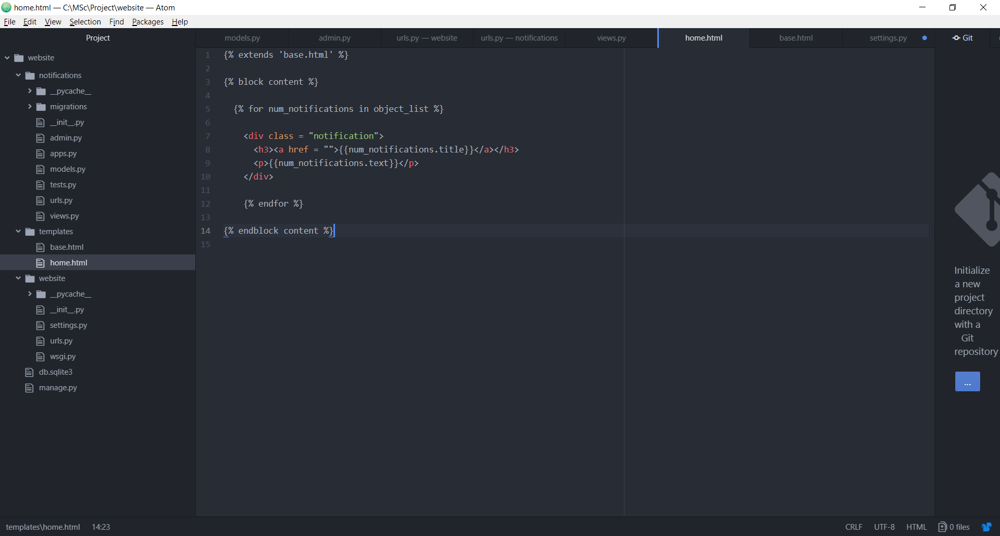 home.html — C:\MSc\Project\website — Atom
File Edit View Selection Find Packages Help
Project
models.py admin.py urls.py — website urls.py — notifications views.py home.html base.html settings.py Git
website
notifications
__pycache__
migrations
__init__.py
admin.py
apps.py
models.py
tests.py
urls.py
views.py
templates
base.html
home.html
website
__pycache__
__init__.py
settings.py
urls.py
wsgi.py
db.sqlite3
manage.py
1 {% extends 'base.html' %}
2
3 {% block content %}
4
5 {% for num_notifications in object_list %}
6
7 <div class = "notification">
8 <h3><a href = "">{{num_notifications.title}}</a></h3>
9 <p>{{num_notifications.text}}</p>
10 </div>
11
12 {% endfor %}
13
14 {% endblock content %}
15
Initialize
a new
project
directory
with a
Git
repository
...
templates\home.html 14:23 CRLF UTF-8 HTML 0 files